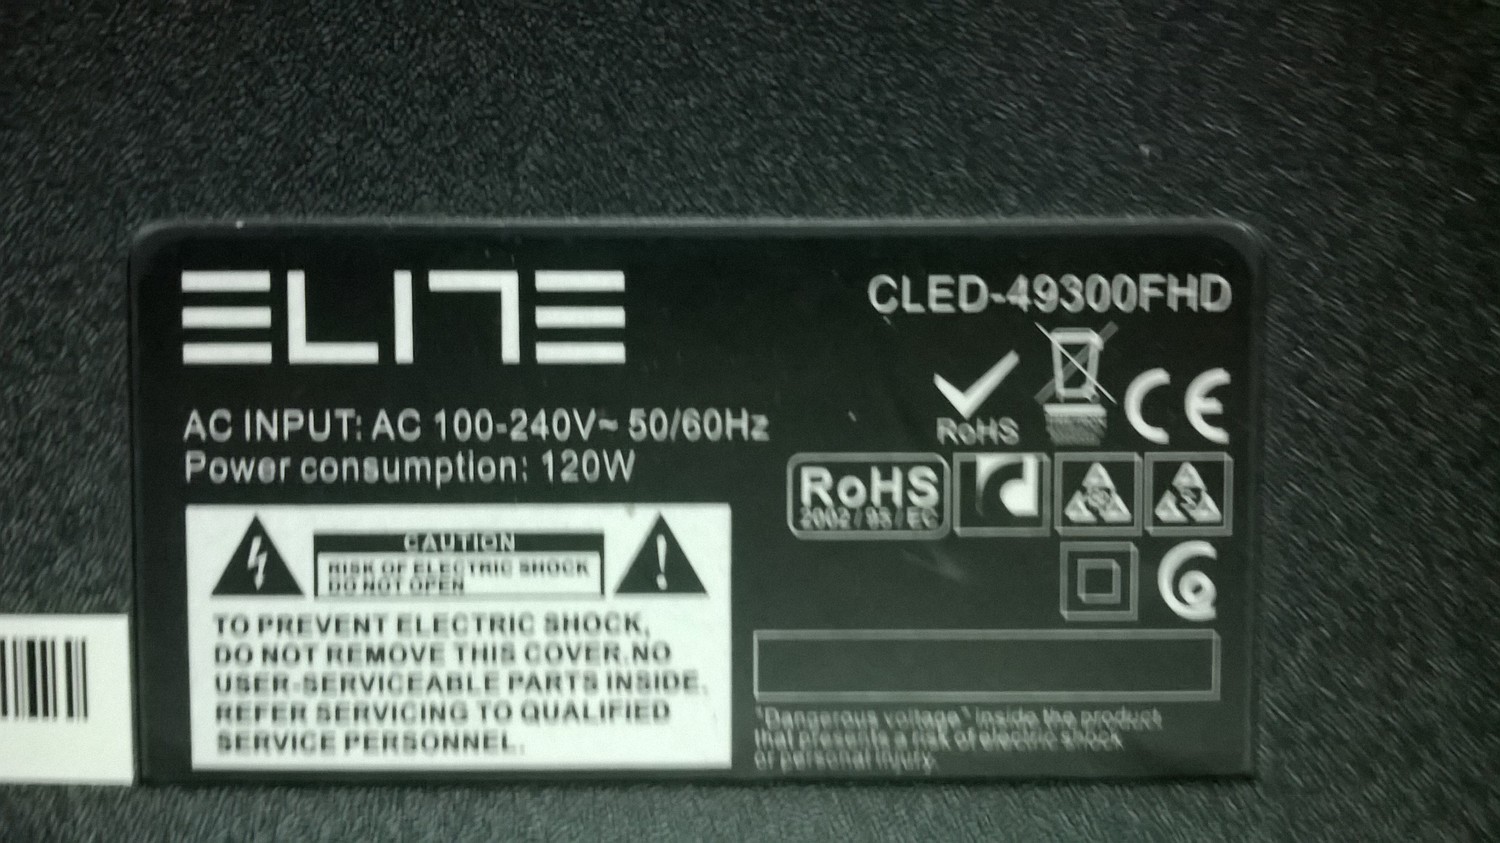 ELITE
CLED-49300FHD
AC INPUT: AC 100-240V~ 50/60Hz
Power consumption: 120W
RoHS
CE
RoHS
2002/95/EC
CAUTION
RISK OF ELECTRIC SHOCK
DO NOT OPEN
TO PREVENT ELECTRIC SHOCK,
DO NOT REMOVE THIS COVER.NO
USER-SERVICEABLE PARTS INSIDE.
REFER SERVICING TO QUALIFIED
SERVICE PERSONNEL.
"Dangerous voltage" inside the product
that presents a risk of electric shock
or personal injury.